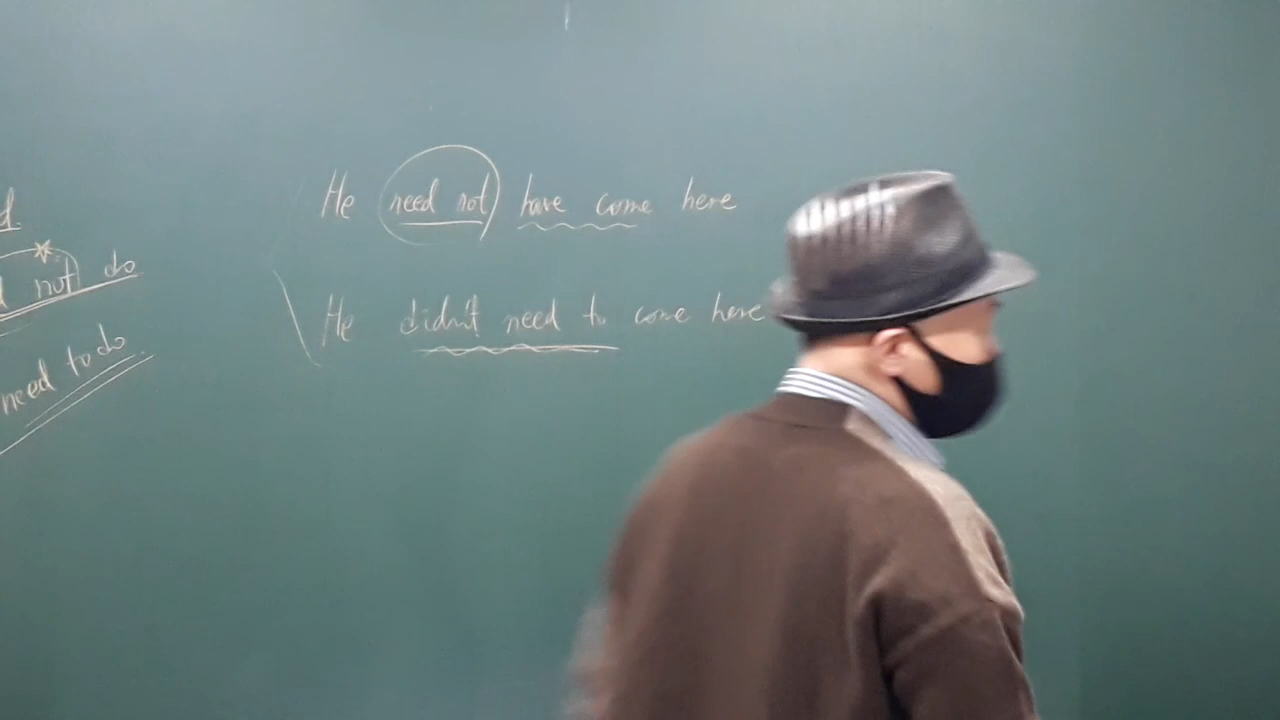 He need not have come here
He didn't need to come here
not do
need to do